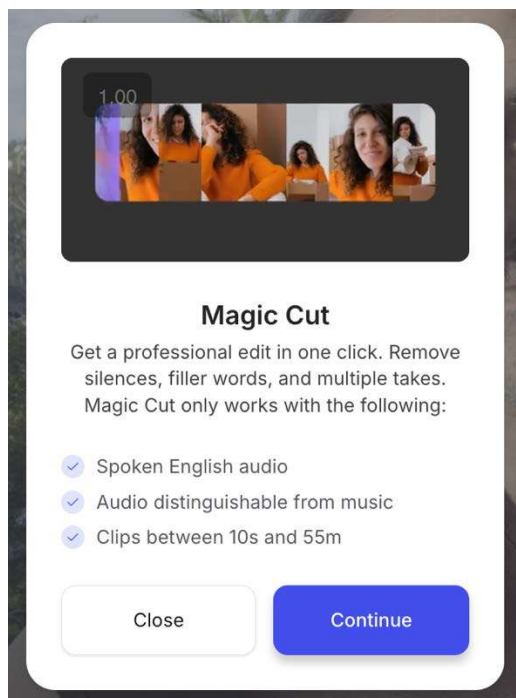 1.00
Magic Cut
Get a professional edit in one click. Remove
silences, filler words, and multiple takes.
Magic Cut only works with the following:
Spoken English audio
Audio distinguishable from music
Clips between 10s and 55m
Close
Continue